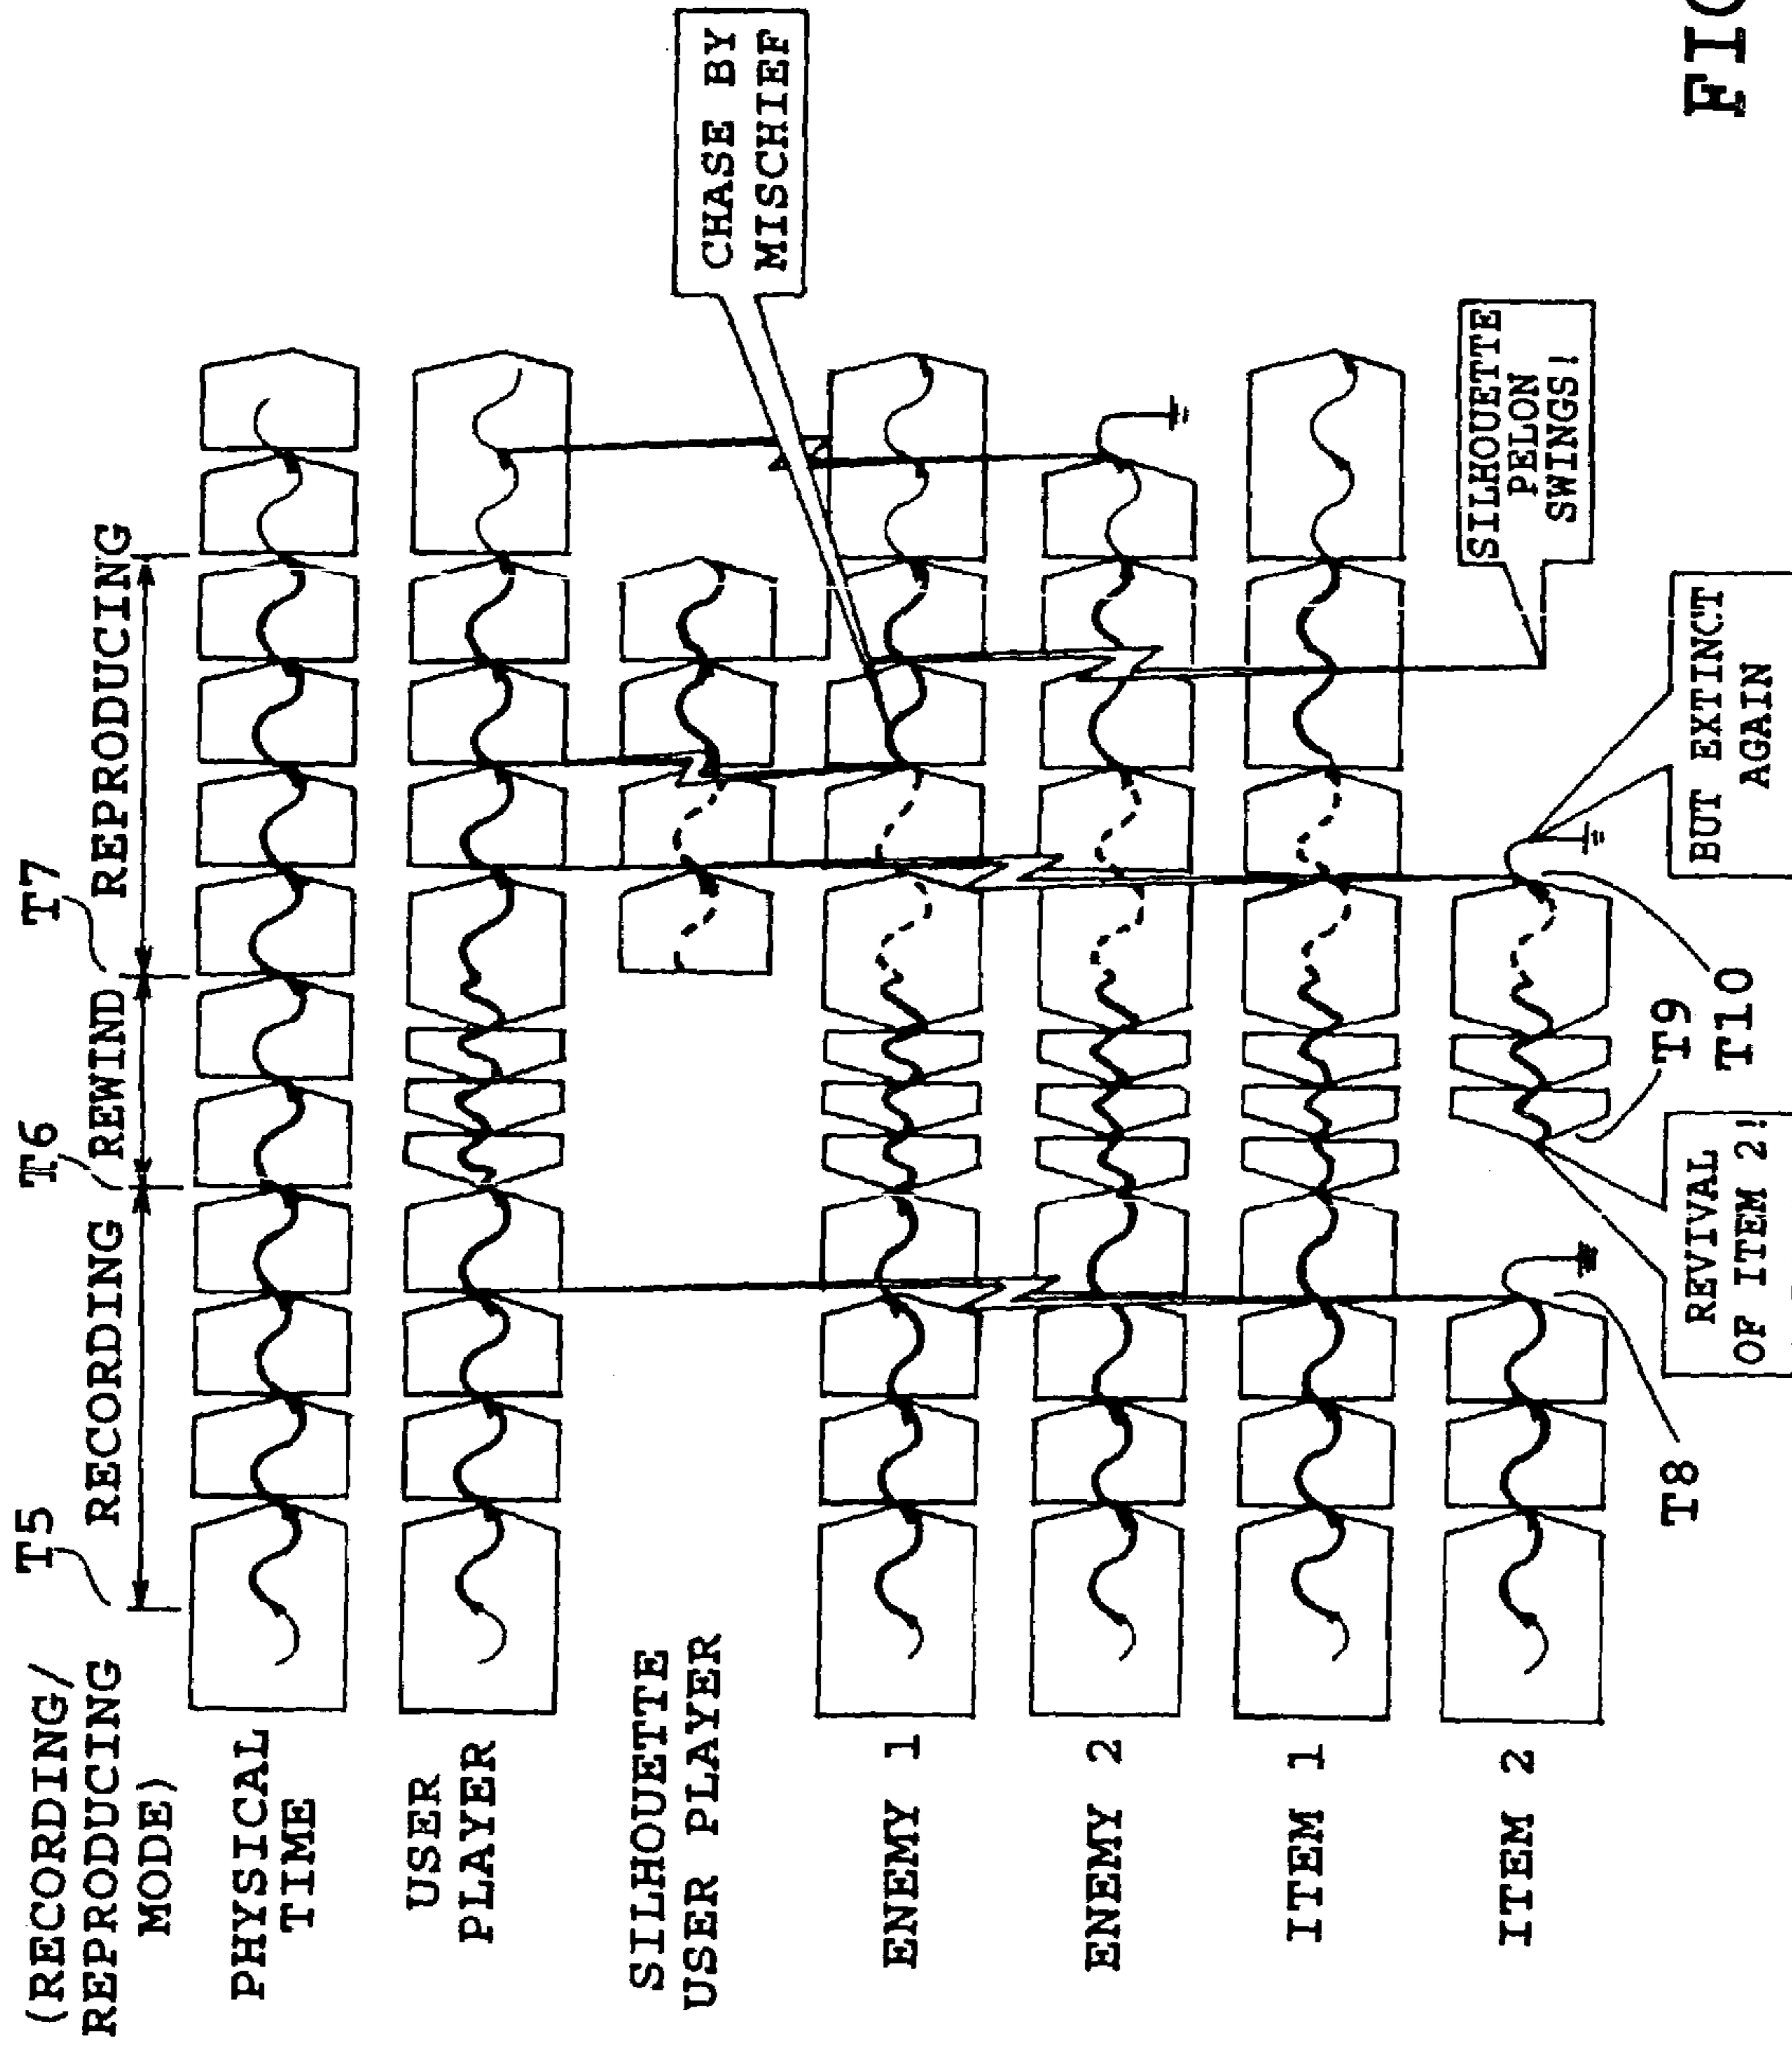 (RECORDING/
REPRODUCING
MODE)
T5
RECORDING
T6
REWIND
T7
REPRODUCING
PHYSICAL
TIME
USER
PLAYER
SILHOUETTE
USER PLAYER
CHASE BY
MISCHIEF
ENEMY 1
ENEMY 2
ITEM 1
SILHOUETTE
PELON
SWINGS!
ITEM 2
T8
REVIVAL
OF ITEM 2!
T9
T10
BUT EXTINCT
AGAIN